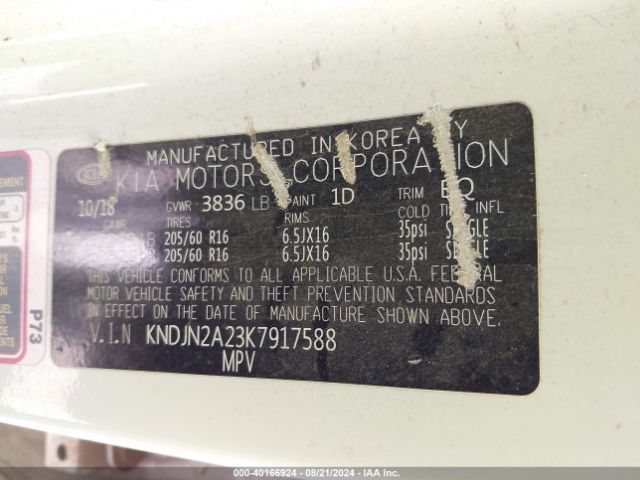 MANUFACTURED IN KOREA BY
KIA MOTORS CORPORATION
10/18 GVWR 3836 LB PAINT 1D TRIM EQ
GAWR TIRES RIMS COLD TIRE INFL
LB 205/60 R16 6.5JX16 35psi SINGLE
LB 205/60 R16 6.5JX16 35psi SINGLE
THIS VEHICLE CONFORMS TO ALL APPLICABLE U.S.A. FEDERAL
MOTOR VEHICLE SAFETY AND THEFT PREVENTION STANDARDS
IN EFFECT ON THE DATE OF MANUFACTURE SHOWN ABOVE.
V.I.N KNDJN2A23K7917588
MPV
P73
000-40166924 - 08/21/2024 - IAA Inc.